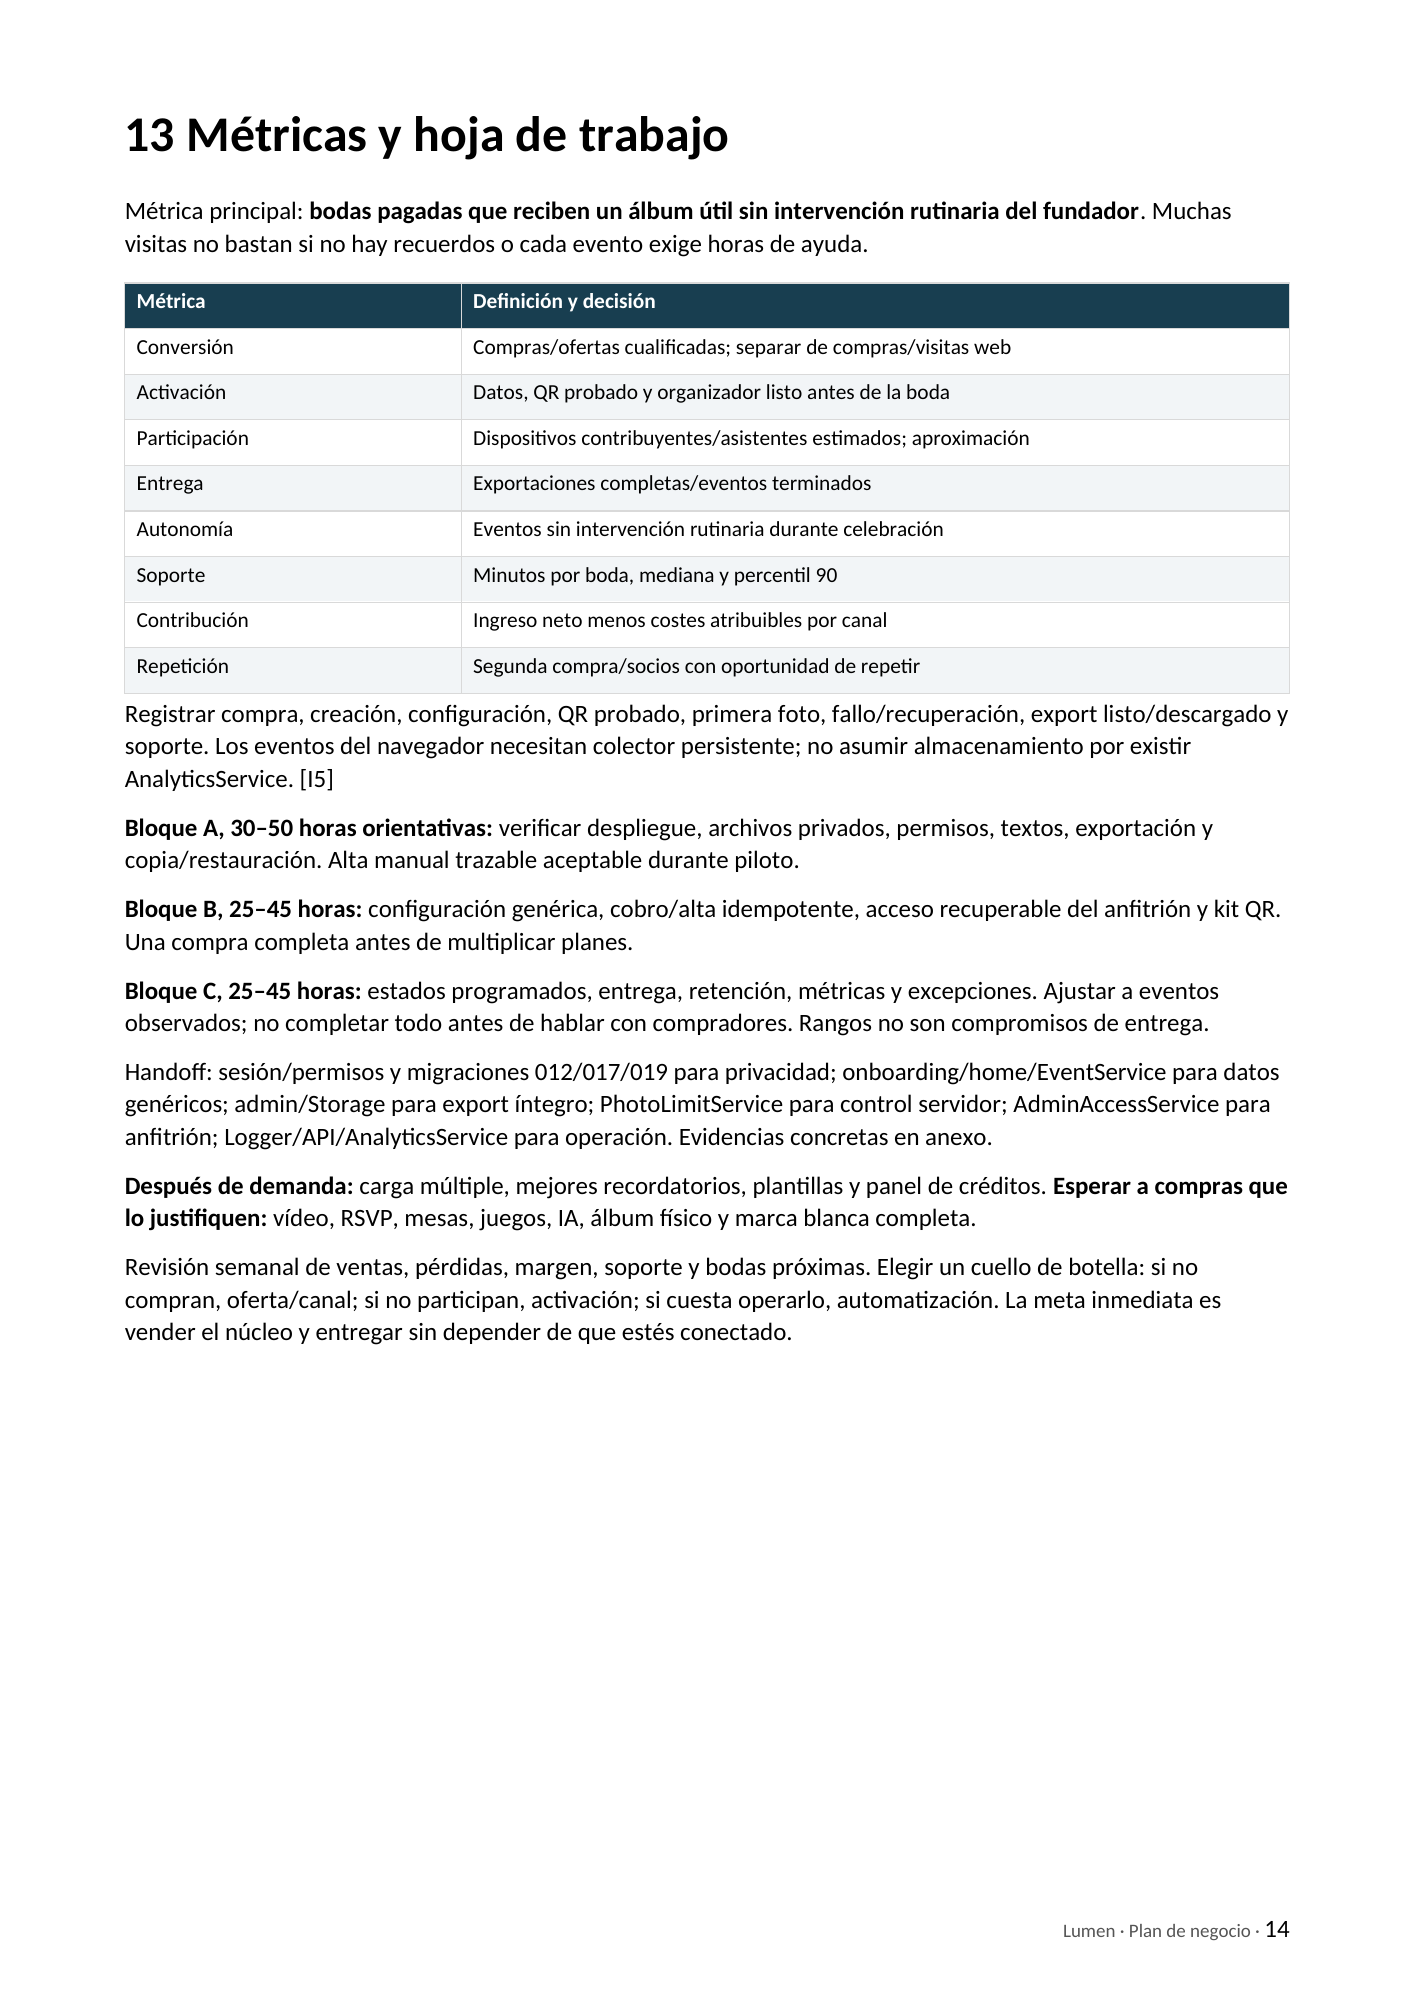 13 Métricas y hoja de trabajo
Métrica principal: bodas pagadas que reciben un álbum útil sin intervención rutinaria del fundador. Muchas
visitas no bastan si no hay recuerdos o cada evento exige horas de ayuda.
Métrica Definición y decisión
Conversión Compras/ofertas cualificadas; separar de compras/visitas web
Activación Datos, QR probado y organizador listo antes de la boda
Participación Dispositivos contribuyentes/asistentes estimados; aproximación
Entrega Exportaciones completas/eventos terminados
Autonomía Eventos sin intervención rutinaria durante celebración
Soporte Minutos por boda, mediana y percentil 90
Contribución Ingreso neto menos costes atribuibles por canal
Repetición Segunda compra/socios con oportunidad de repetir
Registrar compra, creación, configuración, QR probado, primera foto, fallo/recuperación, export listo/descargado y
soporte. Los eventos del navegador necesitan colector persistente; no asumir almacenamiento por existir
AnalyticsService. [I5]
Bloque A, 30–50 horas orientativas: verificar despliegue, archivos privados, permisos, textos, exportación y
copia/restauración. Alta manual trazable aceptable durante piloto.
Bloque B, 25–45 horas: configuración genérica, cobro/alta idempotente, acceso recuperable del anfitrión y kit QR.
Una compra completa antes de multiplicar planes.
Bloque C, 25–45 horas: estados programados, entrega, retención, métricas y excepciones. Ajustar a eventos
observados; no completar todo antes de hablar con compradores. Rangos no son compromisos de entrega.
Handoff: sesión/permisos y migraciones 012/017/019 para privacidad; onboarding/home/EventService para datos
genéricos; admin/Storage para export íntegro; PhotoLimitService para control servidor; AdminAccessService para
anfitrión; Logger/API/AnalyticsService para operación. Evidencias concretas en anexo.
Después de demanda: carga múltiple, mejores recordatorios, plantillas y panel de créditos. Esperar a compras que
lo justifiquen: vídeo, RSVP, mesas, juegos, IA, álbum físico y marca blanca completa.
Revisión semanal de ventas, pérdidas, margen, soporte y bodas próximas. Elegir un cuello de botella: si no
compran, oferta/canal; si no participan, activación; si cuesta operarlo, automatización. La meta inmediata es
vender el núcleo y entregar sin depender de que estés conectado.
Lumen · Plan de negocio · 14